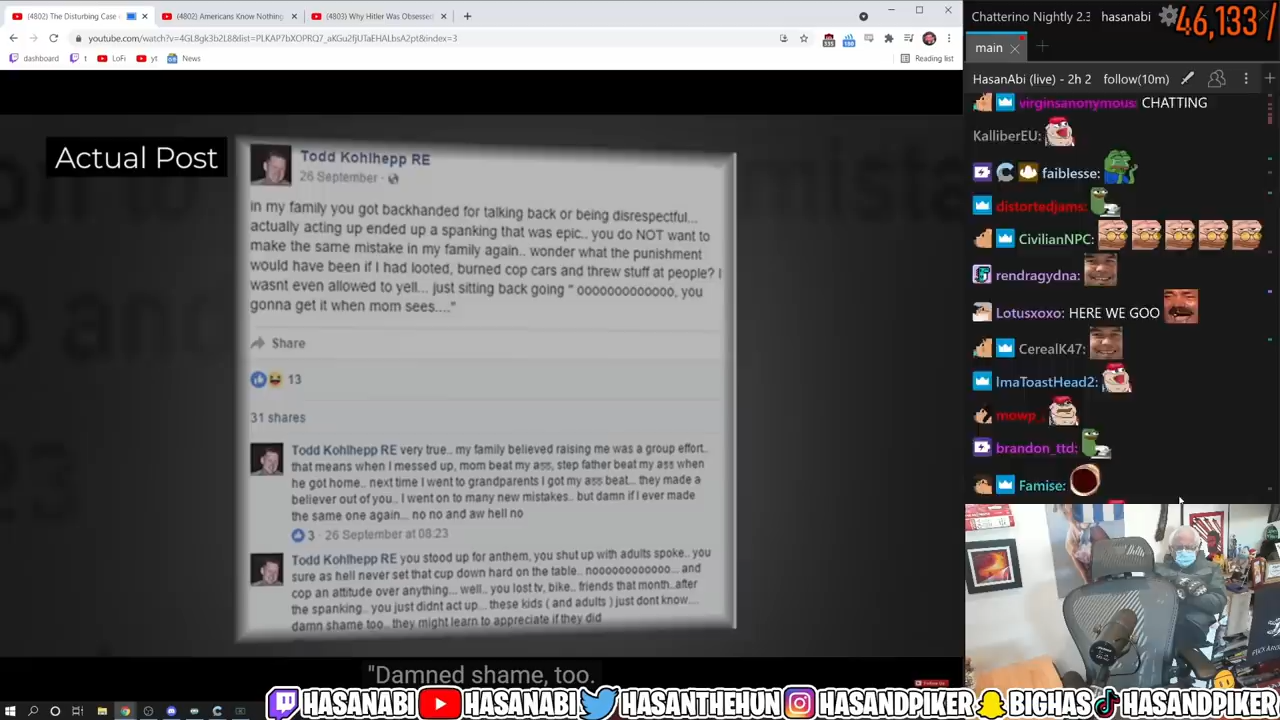 (4802) The Disturbing Case
(4802) Americans Know Nothing
(4803) Why Hitler Was Obsessed
youtube.com/watch?v=4GL8gk3b2L8&list=PLKAP7bXOPRQ7_aKGu2fjUTaEHALbsA2pt&index=3
dashboard
1
LoFi
yt
News
Reading list
Actual Post
Todd Kohlhepp RE
26 September
in my family you got backhanded for talking back or being disrespectful...
actually acting up ended up a spanking that was epic.. you do NOT want to
make the same mistake in my family again.. wonder what the punishment
would have been if I had looted, burned cop cars and threw stuff at people? I
wasnt even allowed to yell... just sitting back going " ooooooooooooo, you
gonna get it when mom sees...."
Share
13
31 shares
Todd Kohlhepp RE very true.. my family believed raising me was a group effort..
that means when I messed up, mom beat my ass, step father beat my ass when
he got home.. next time I went to grandparents I got my ass beat... they made a
believer out of you.. I went on to many new mistakes.. but damn if I ever made
the same one again... no no and aw hell no
3 · 26 September at 08:23
Todd Kohlhepp RE you stood up for anthem, you shut up with adults spoke.. you
sure as hell never set that cup down hard on the table.. noooooooooooo... and
cop an attitude over anything... well.. you lost tv, bike.. friends that month..after
the spanking.. you just didnt act up... these kids ( and adults ) just dont know....
damn shame too.. they might learn to appreciate if they did
"Damned shame, too.
Chatterino Nightly 2.3
hasanabi
46,133 /
main
HasanAbi (live) - 2h 2
follow(10m)
virginsanonymous: CHATTING
KalliberEU:
faiblesse:
distortedjams:
CivilianNPC:
rendragydna:
Lotusxoxo: HERE WE GOO
CerealK47:
ImaToastHead2:
mowp_:
brandon_ttd:
Famise:
HASANABI
HASANABI
HASANTHEHUN
HASANDPIKER
BIGHAS
HASANDPIKER